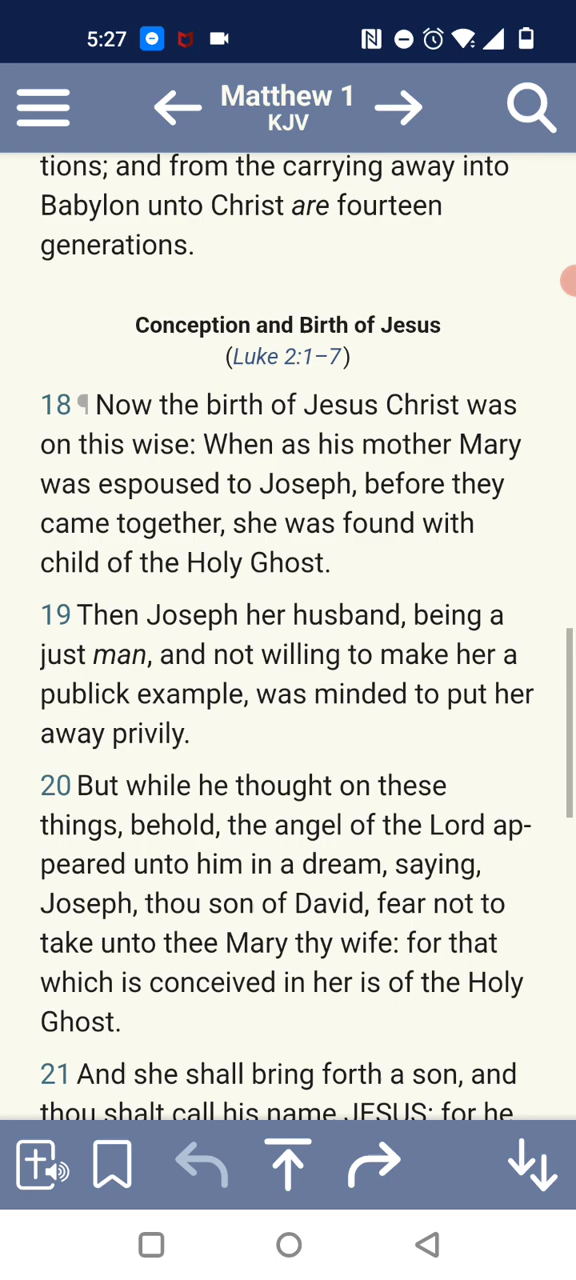 5:27
Matthew 1
KJV
tions; and from the carrying away into
Babylon unto Christ are fourteen
generations.
Conception and Birth of Jesus
(Luke 2:1–7)
18 ¶ Now the birth of Jesus Christ was
on this wise: When as his mother Mary
was espoused to Joseph, before they
came together, she was found with
child of the Holy Ghost.
19 Then Joseph her husband, being a
just man, and not willing to make her a
publick example, was minded to put her
away privily.
20 But while he thought on these
things, behold, the angel of the Lord ap-
peared unto him in a dream, saying,
Joseph, thou son of David, fear not to
take unto thee Mary thy wife: for that
which is conceived in her is of the Holy
Ghost.
21 And she shall bring forth a son, and
thou shalt call his name JESUS: for he